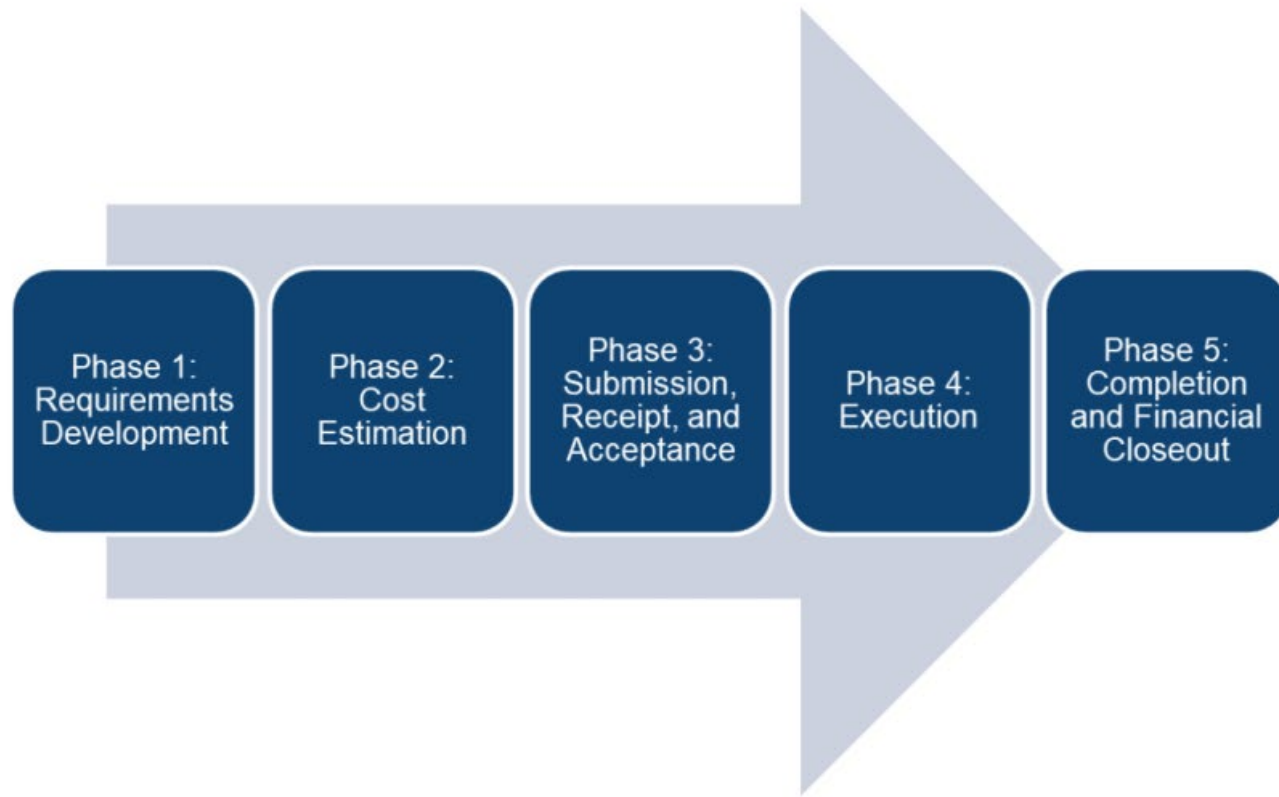 Phase 1:
Requirements
Development
Phase 2:
Cost
Estimation
Phase 3:
Submission,
Receipt, and
Acceptance
Phase 4:
Execution
Phase 5:
Completion
and Financial
Closeout